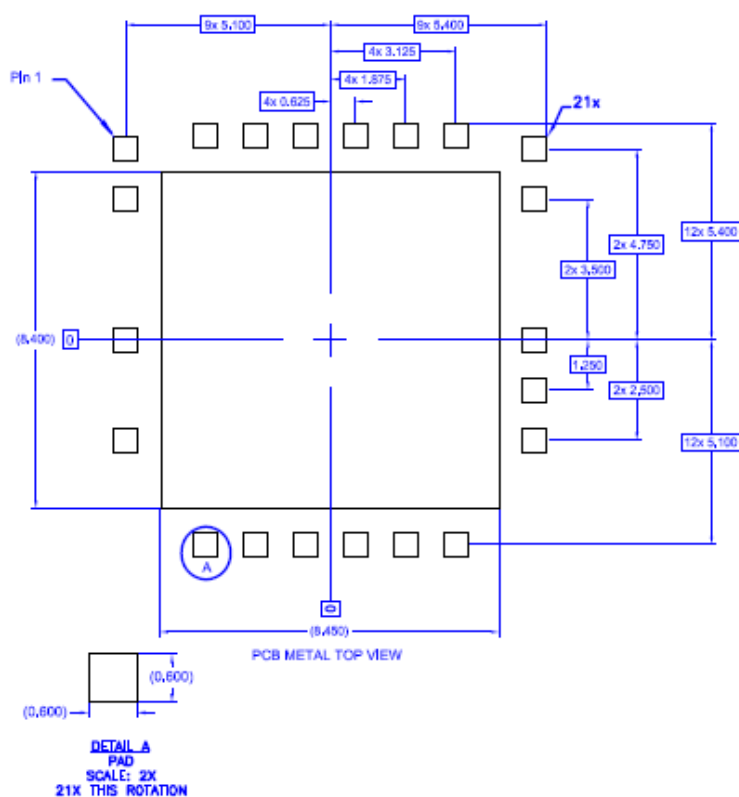 9x 5.100
9x 5.400
4x 3.125
Pin 1
4x 1.875
4x 0.625
21x
12x 5.400
2x 4.750
2x 3.500
(8.400)
0
1.250
2x 2.500
12x 5.100
A
0
(8.450)
PCB METAL TOP VIEW
(0.600)
(0.600)
DETAIL A
PAD
SCALE: 2X
21X THIS ROTATION